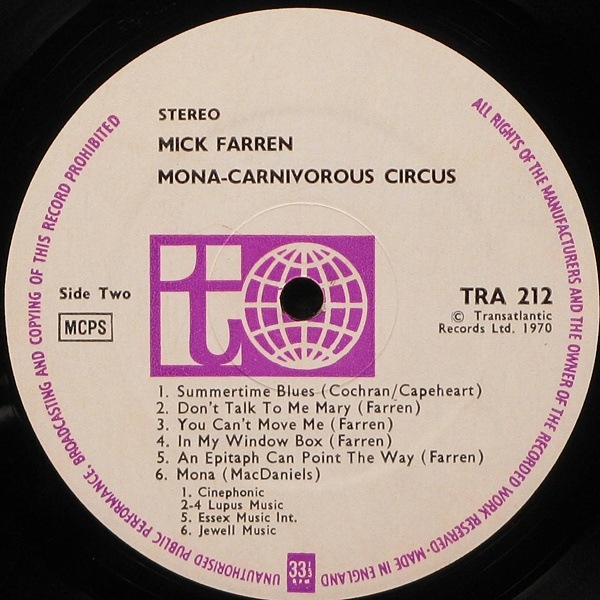 STEREO
MICK FARREN
MONA-CARNIVOROUS CIRCUS
to
Side Two
MCPS
TRA 212
© Transatlantic
Records Ltd. 1970
1. Summertime Blues (Cochran/Capeheart)
2. Don't Talk To Me Mary (Farren)
3. You Can't Move Me (Farren)
4. In My Window Box (Farren)
5. An Epitaph Can Point The Way (Farren)
6. Mona (MacDaniels)
1. Cinephonic
2-4 Lupus Music
5. Essex Music Int.
6. Jewell Music
33⅓
RPM
ALL RIGHTS OF THE MANUFACTURERS AND THE OWNER OF THE RECORDED WORK RESERVED-MADE IN ENGLAND
UNAUTHORISED PUBLIC PERFORMANCE, BROADCASTING AND COPYING OF THIS RECORD PROHIBITED